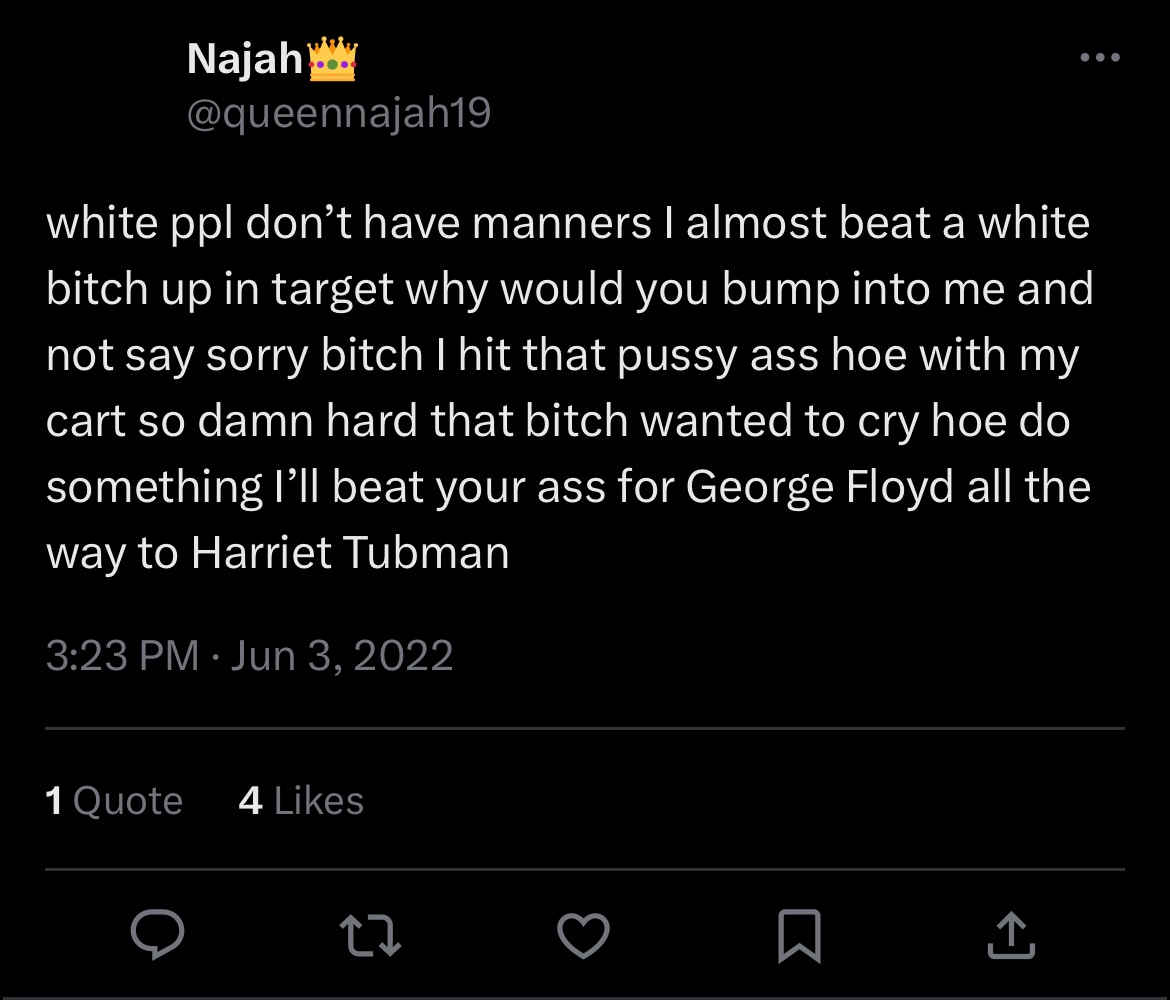 Najah👑
@queennajah19
white ppl don’t have manners I almost beat a white
bitch up in target why would you bump into me and
not say sorry bitch I hit that pussy ass hoe with my
cart so damn hard that bitch wanted to cry hoe do
something I’ll beat your ass for George Floyd all the
way to Harriet Tubman
3:23 PM · Jun 3, 2022
1 Quote 4 Likes